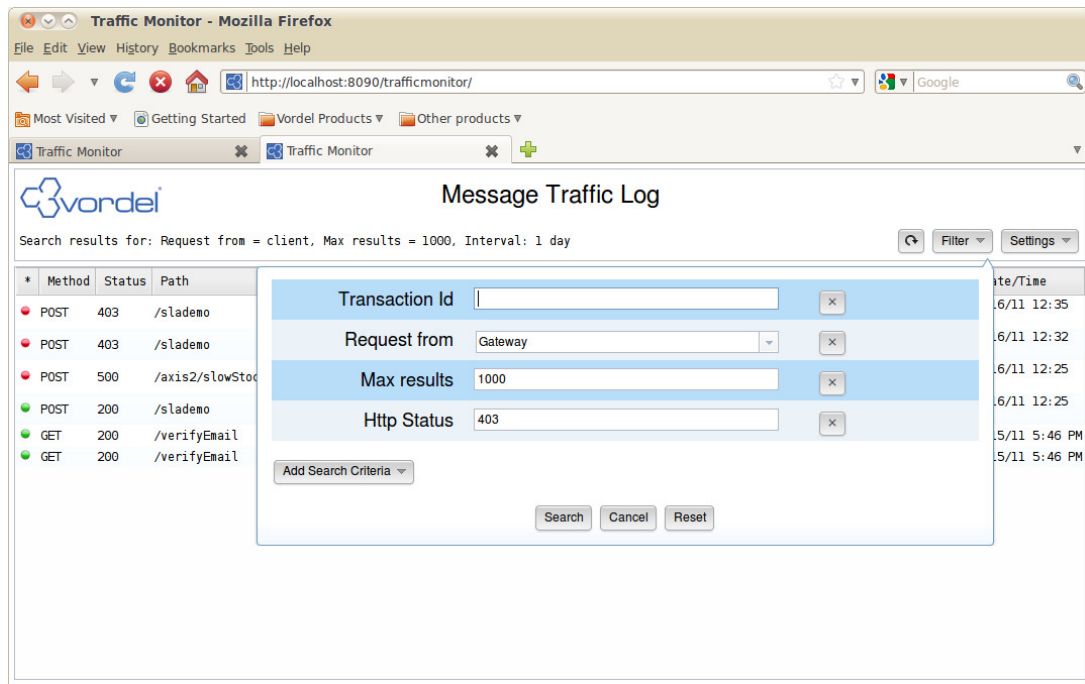 Traffic Monitor - Mozilla Firefox
File Edit View History Bookmarks Tools Help
http://localhost:8090/trafficmonitor/ Google
Most Visited Getting Started Vordel Products Other products
Traffic Monitor Traffic Monitor
vordel Message Traffic Log
Search results for: Request from = client, Max results = 1000, Interval: 1 day Filter Settings
* Method Status Path ate/Time
Transaction Id
POST 403 /slademo 6/11 12:35
Request from Gateway
POST 403 /slademo 6/11 12:32
Max results 1000
POST 500 /axis2/slowStoc 6/11 12:25
POST 200 /slademo 6/11 12:25
Http Status 403
GET 200 /verifyEmail 5/11 5:46 PM
GET 200 /verifyEmail 5/11 5:46 PM
Add Search Criteria
Search Cancel Reset